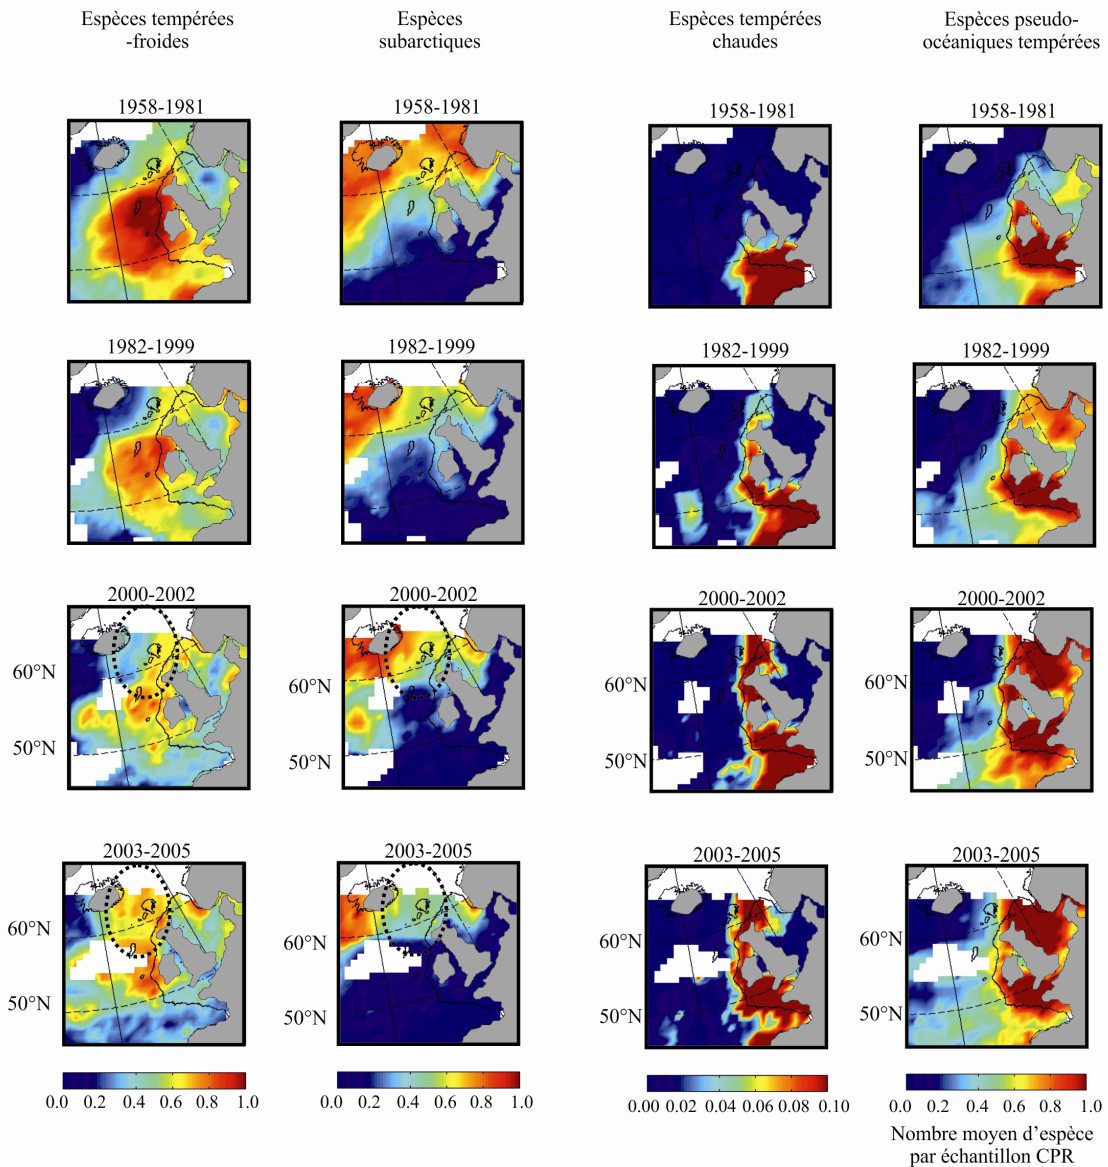 Espèces tempérées
-froides
Espèces
subarctiques
Espèces tempérées
chaudes
Espèces pseudo-
océaniques tempérées
1958-1981
1958-1981
1958-1981
1958-1981
1982-1999
1982-1999
1982-1999
1982-1999
2000-2002
2000-2002
2000-2002
2000-2002
60°N
60°N
60°N
60°N
50°N
50°N
50°N
50°N
2003-2005
2003-2005
2003-2005
2003-2005
60°N
60°N
60°N
60°N
50°N
50°N
50°N
50°N
0.0 0.2 0.4 0.6 0.8 1.0
0.0 0.2 0.4 0.6 0.8 1.0
0.00 0.02 0.04 0.06 0.08 0.10
0.0 0.2 0.4 0.6 0.8 1.0
Nombre moyen d'espèce
par échantillon CPR